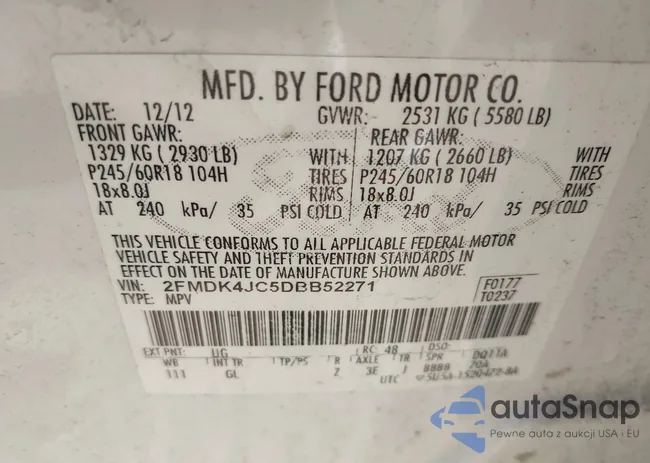 MFD. BY FORD MOTOR CO.
DATE: 12/12 GVWR: 2531 KG ( 5580 LB)
FRONT GAWR: REAR GAWR:
1329 KG ( 2930 LB) WITH 1207 KG ( 2660 LB) WITH
P245/60R18 104H TIRES P245/60R18 104H TIRES
18x8.0J RIMS 18x8.0J RIMS
AT 240 kPa/ 35 PSI COLD AT 240 kPa/ 35 PSI COLD
THIS VEHICLE CONFORMS TO ALL APPLICABLE FEDERAL MOTOR
VEHICLE SAFETY AND THEFT PREVENTION STANDARDS IN
EFFECT ON THE DATE OF MANUFACTURE SHOWN ABOVE.
VIN: 2FMDK4JC5DBB52271 F0177
TYPE: MPV T0237
EXT PNT: UG RC: 48 DSO:
WB INT TR TP/PS R AXLE TR SPR
111 GL Z 3E J 8888
UTC
autoSnap
Pewne auta z aukcji USA - EU